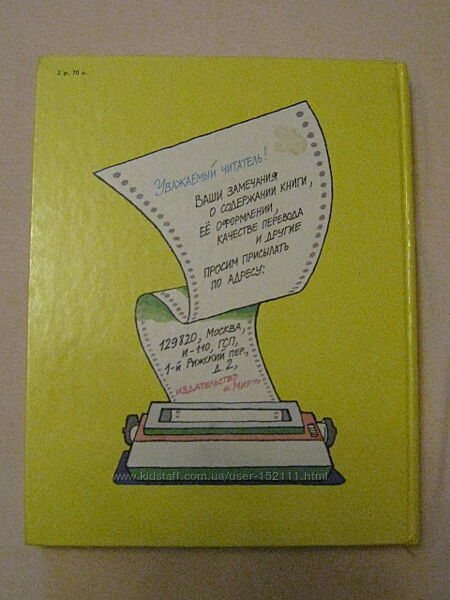 2 р. 70 к.
Уважаемый читатель!
Ваши замечания
о содержании книги,
её оформлении,
качестве перевода
и другие
просим присылать
по адресу:
129820, Москва,
И-110, ГСП,
1-й Рижский пер.,
д. 2,
издательство
«Мир».
www.kidstaff.com.ua/user-152111.html